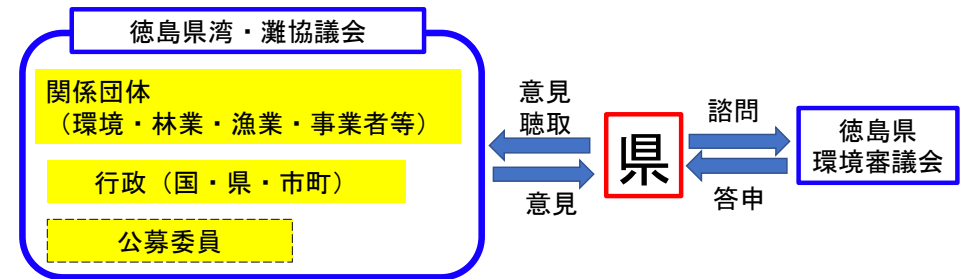 徳島県湾・灘協議会
関係団体
（環境・林業・漁業・事業者等）
行政（国・県・市町）
公募委員
意見
聴取
意見
県
諮問
答申
徳島県
環境審議会